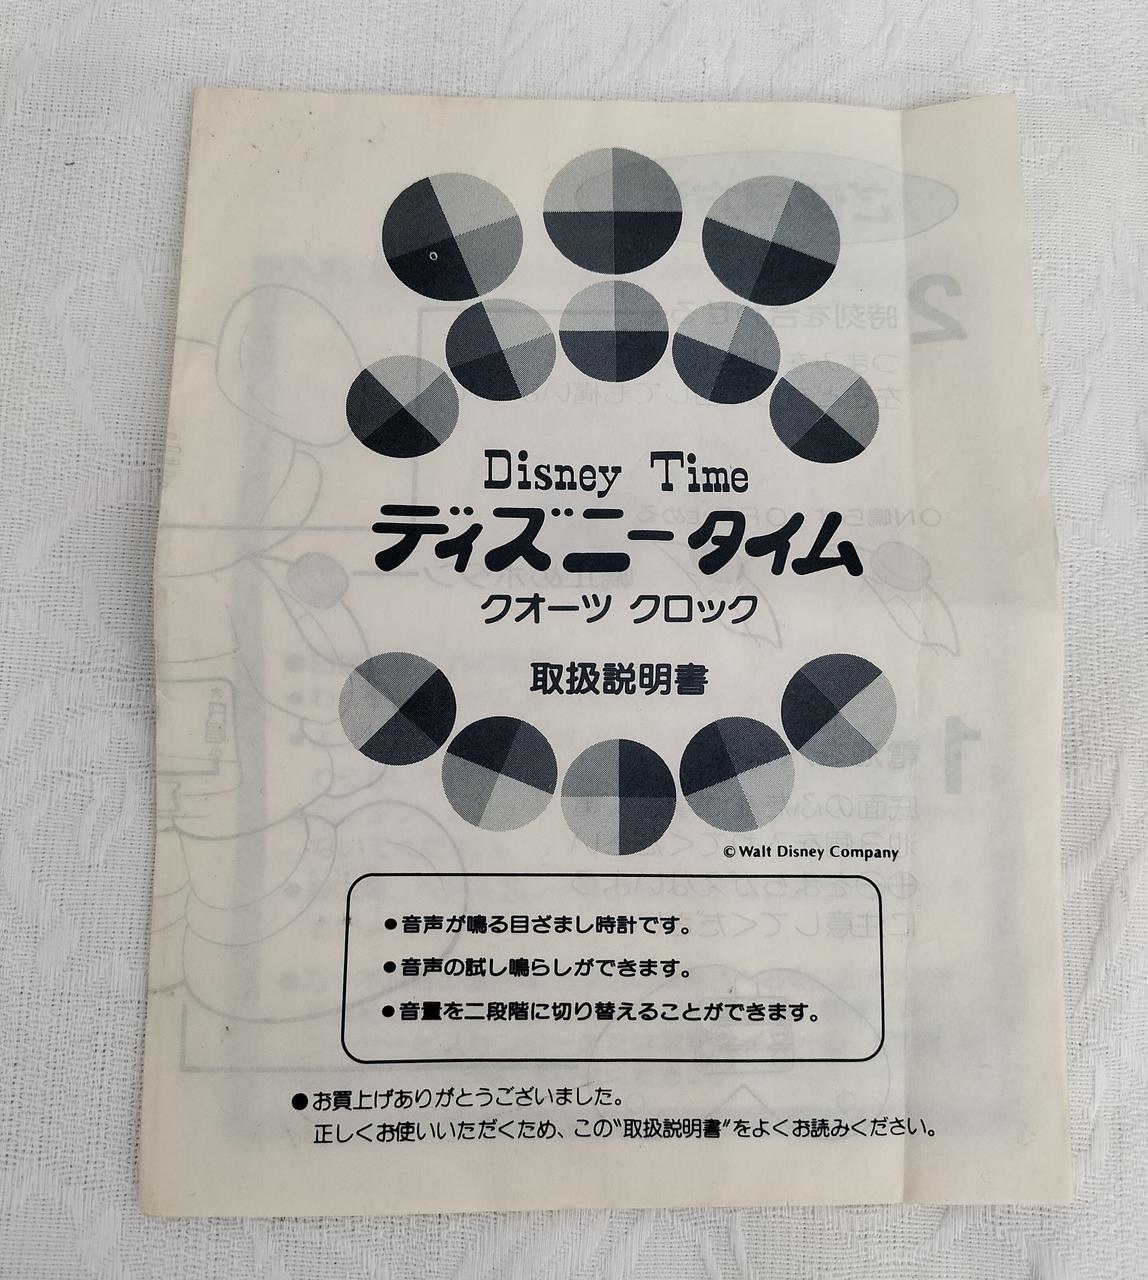 Disney Time
ディズニータイム
クオーツ クロック
取扱説明書
© Walt Disney Company
●音声が鳴る目ざまし時計です。
●音声の試し鳴らしができます。
●音量を二段階に切り替えることができます。
●お買上げありがとうございました。
正しくお使いいただくため、この"取扱説明書"をよくお読みください。